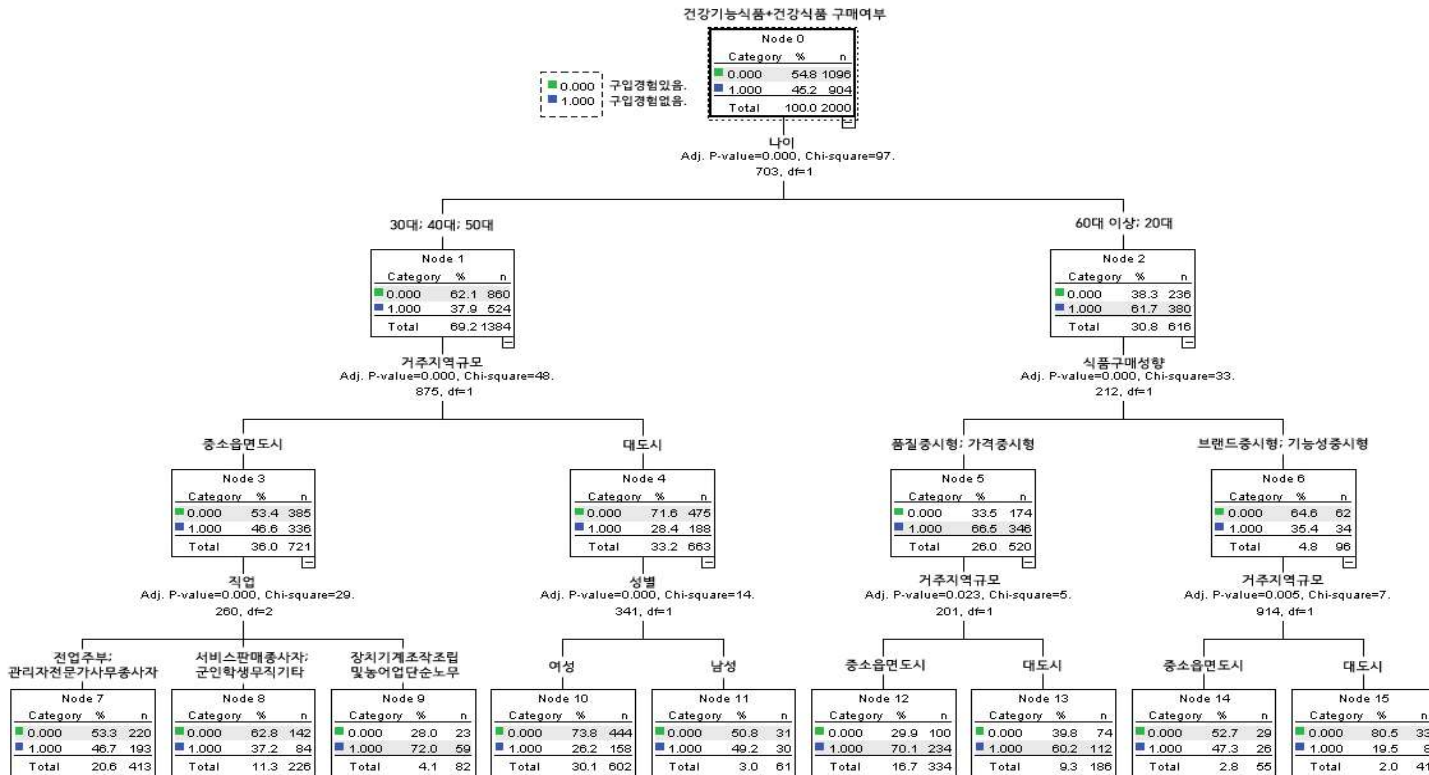 건강기능식품+건강식품 구매여부
Node 0
Category % n
0.000 54.8 1096
1.000 45.2 904
Total 100.0 2000
0.000 구입경험있음.
1.000 구입경험없음.
나이
Adj. P-value=0.000, Chi-square=97.
703, df=1
30대; 40대; 50대
60대 이상; 20대
Node 1
Category % n
0.000 62.1 860
1.000 37.9 524
Total 69.2 1384
Node 2
Category % n
0.000 38.3 236
1.000 61.7 380
Total 30.8 616
거주지역규모
Adj. P-value=0.000, Chi-square=48.
875, df=1
식품구매성향
Adj. P-value=0.000, Chi-square=33.
212, df=1
중소읍면도시
대도시
품질중시형; 가격중시형
브랜드중시형; 기능성중시형
Node 3
Category % n
0.000 53.4 385
1.000 46.6 336
Total 36.0 721
Node 4
Category % n
0.000 71.6 475
1.000 28.4 188
Total 33.2 663
Node 5
Category % n
0.000 33.5 174
1.000 66.5 346
Total 26.0 520
Node 6
Category % n
0.000 64.6 62
1.000 35.4 34
Total 4.8 96
직업
Adj. P-value=0.000, Chi-square=29.
260, df=2
성별
Adj. P-value=0.000, Chi-square=14.
341, df=1
거주지역규모
Adj. P-value=0.023, Chi-square=5.
201, df=1
거주지역규모
Adj. P-value=0.005, Chi-square=7.
914, df=1
전업주부;
관리자전문가사무종사자
서비스판매종사자;
군인학생무직기타
장치기계조작조립
및농어업단순노무
여성
남성
중소읍면도시
대도시
중소읍면도시
대도시
Node 7
Category % n
0.000 53.3 220
1.000 46.7 193
Total 20.6 413
Node 8
Category % n
0.000 62.8 142
1.000 37.2 84
Total 11.3 226
Node 9
Category % n
0.000 28.0 23
1.000 72.0 59
Total 4.1 82
Node 10
Category % n
0.000 73.8 444
1.000 26.2 158
Total 30.1 602
Node 11
Category % n
0.000 50.8 31
1.000 49.2 30
Total 3.0 61
Node 12
Category % n
0.000 29.9 100
1.000 70.1 234
Total 16.7 334
Node 13
Category % n
0.000 39.8 74
1.000 60.2 112
Total 9.3 186
Node 14
Category % n
0.000 52.7 29
1.000 47.3 26
Total 2.8 55
Node 15
Category % n
0.000 80.5 33
1.000 19.5 8
Total 2.0 41